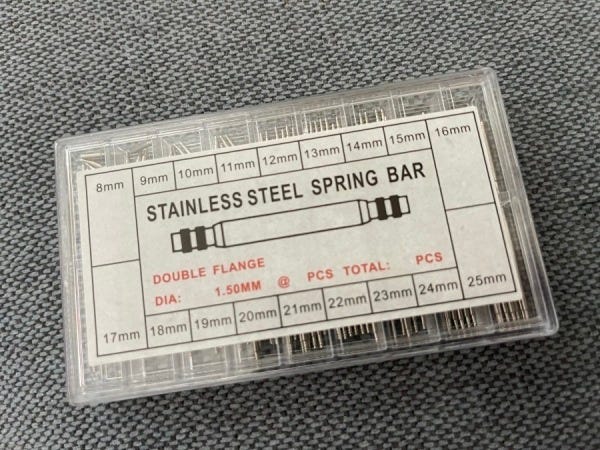 8mm 9mm 10mm 11mm 12mm 13mm 14mm 15mm 16mm
STAINLESS STEEL SPRING BAR
DOUBLE FLANGE
DIA: 1.50MM @ PCS TOTAL: PCS
17mm 18mm 19mm 20mm 21mm 22mm 23mm 24mm 25mm